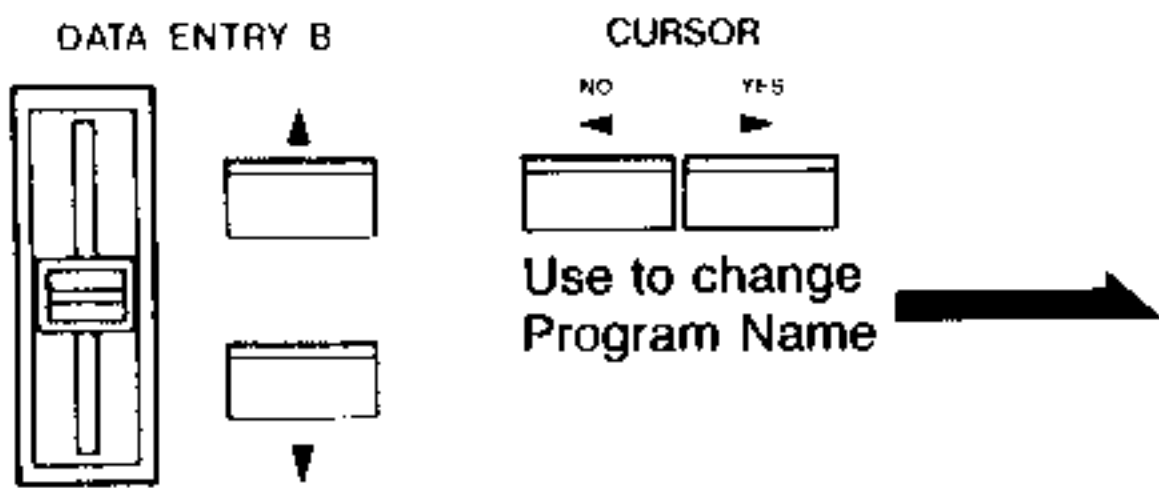 DATA ENTRY B
CURSOR
NO YES
Use to change
Program Name